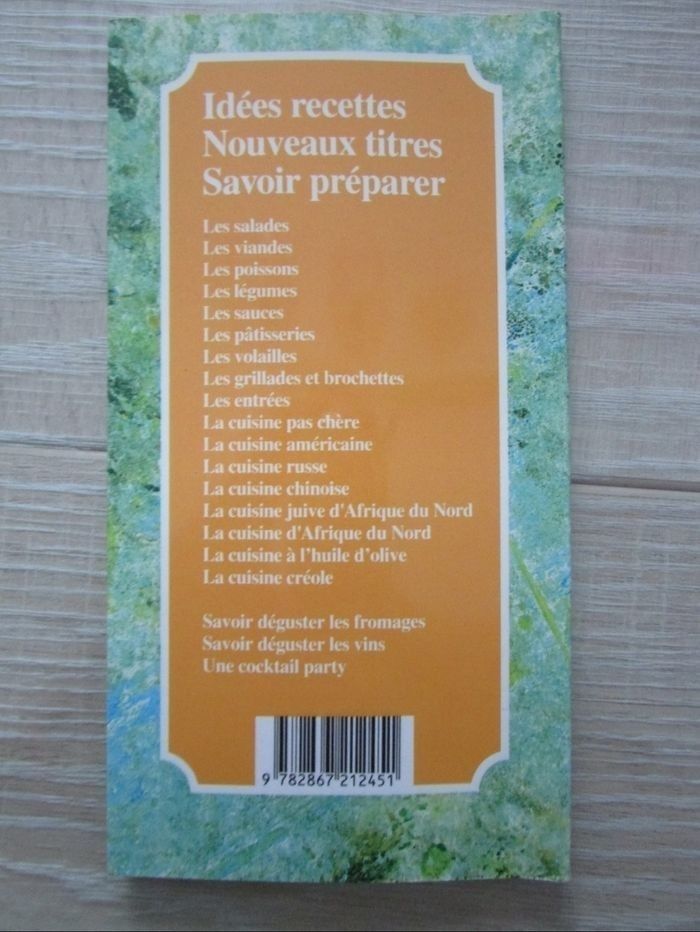 Idées recettes
Nouveaux titres
Savoir préparer
Les salades
Les viandes
Les poissons
Les légumes
Les sauces
Les pâtisseries
Les volailles
Les grillades et brochettes
Les entrées
La cuisine pas chère
La cuisine américaine
La cuisine russe
La cuisine chinoise
La cuisine juive d'Afrique du Nord
La cuisine d'Afrique du Nord
La cuisine à l'huile d'olive
La cuisine créole
Savoir déguster les fromages
Savoir déguster les vins
Une cocktail party
9 782867 212451